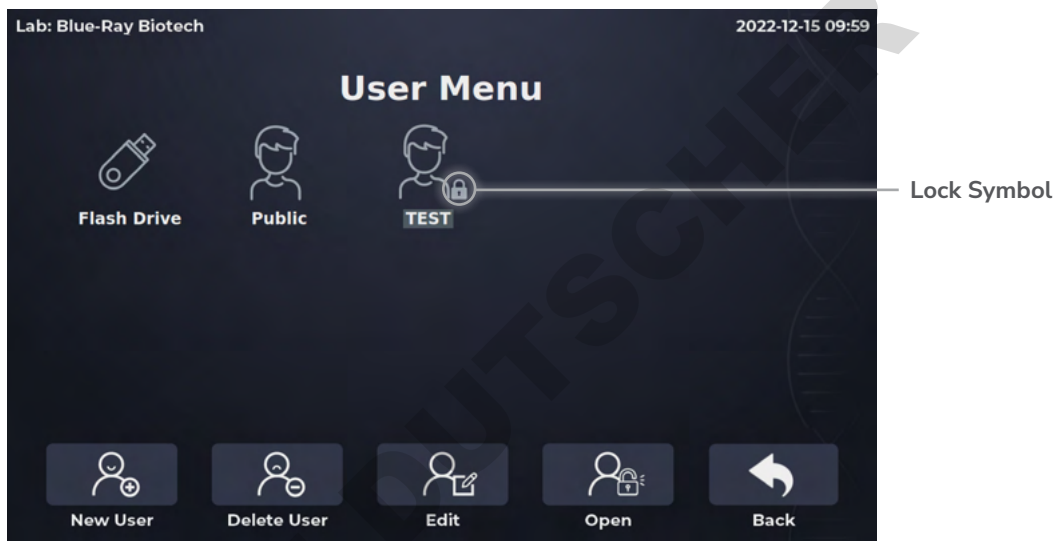 Lab: Blue-Ray Biotech 2022-12-15 09:59
User Menu
Flash Drive Public TEST
Lock Symbol
New User Delete User Edit Open Back
DUTSCHER